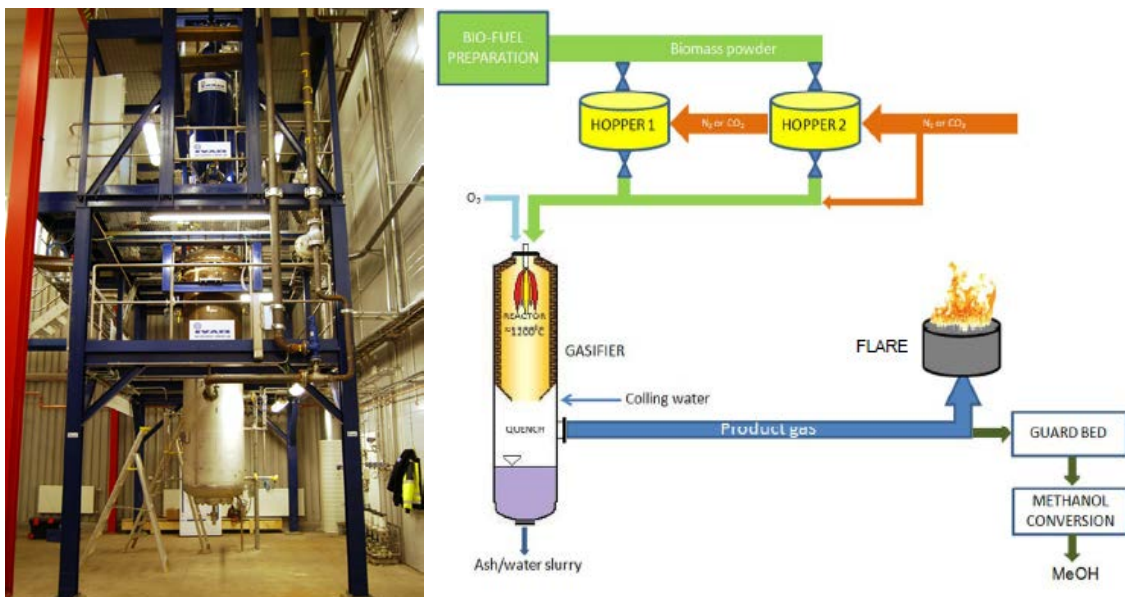 BIO-FUEL
PREPARATION
Biomass powder
HOPPER 1
N₂ or CO₂
HOPPER 2
N₂ or CO₂
O₂
REACTOR
≈1200°C
GASIFIER
Colling water
QUENCH
Product gas
FLARE
GUARD BED
METHANOL
CONVERSION
MeOH
Ash/water slurry